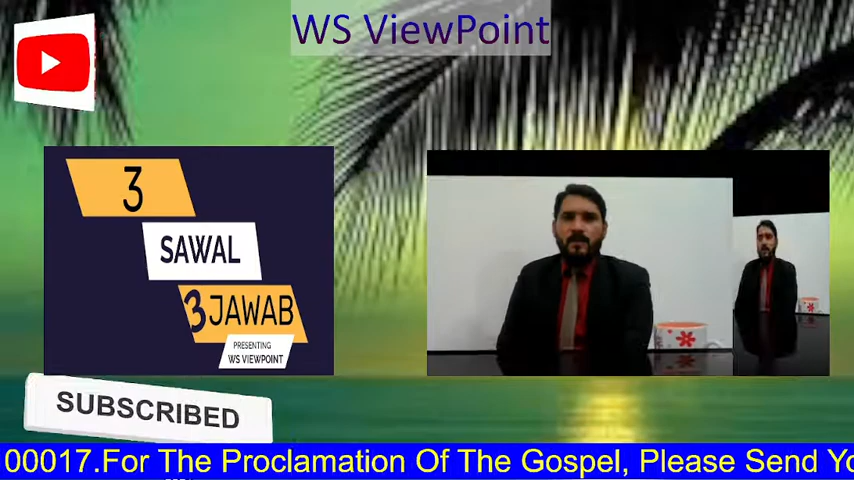 WS ViewPoint
3
SAWAL
3 JAWAB
PRESENTING
WS VIEWPOINT
SUBSCRIBED
00017.For The Proclamation Of The Gospel, Please Send Yo